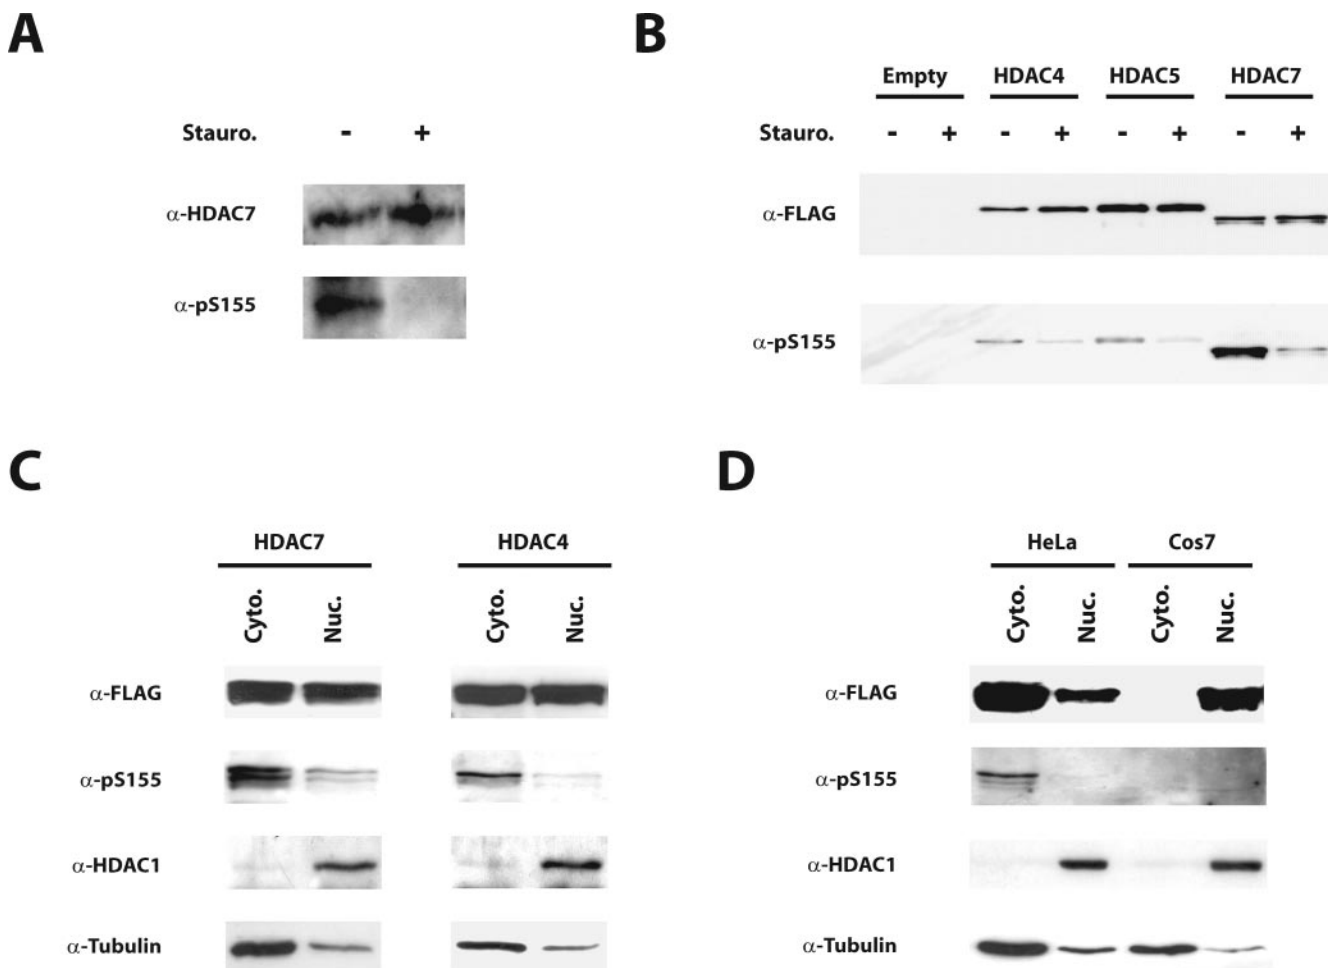 A
Stauro. - +
α-HDAC7
α-pS155
B
Empty HDAC4 HDAC5 HDAC7
Stauro. - + - + - + - +
α-FLAG
α-pS155
C
HDAC7 HDAC4
Cyto. Nuc. Cyto. Nuc.
α-FLAG
α-pS155
α-HDAC1
α-Tubulin
D
HeLa Cos7
Cyto. Nuc. Cyto. Nuc.
α-FLAG
α-pS155
α-HDAC1
α-Tubulin